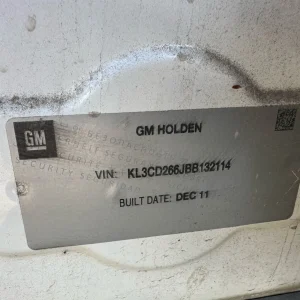 GM
GM HOLDEN
VIN: KL3CD266JBB132114
BUILT DATE: DEC 11